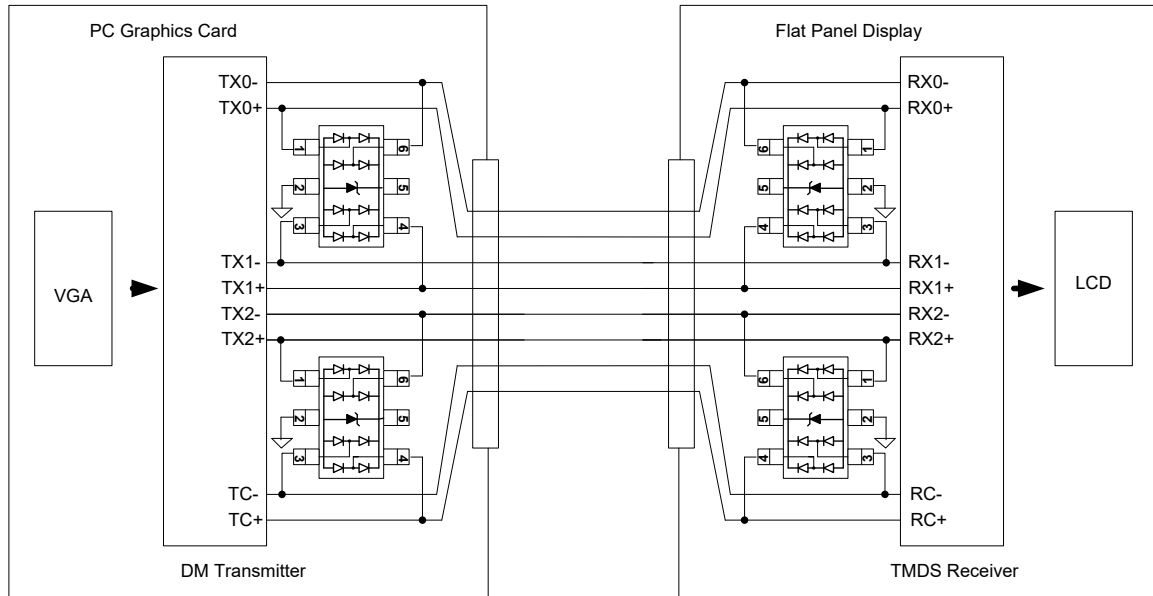 PC Graphics Card
Flat Panel Display
TX0-
TX0+
1
2
3
6
5
4
TX1-
TX1+
TX2-
TX2+
1
2
3
6
5
4
TC-
TC+
VGA
DM Transmitter
RX0-
RX0+
6
5
4
1
2
3
RX1-
RX1+
RX2-
RX2+
6
5
4
1
2
3
RC-
RC+
LCD
TMDS Receiver